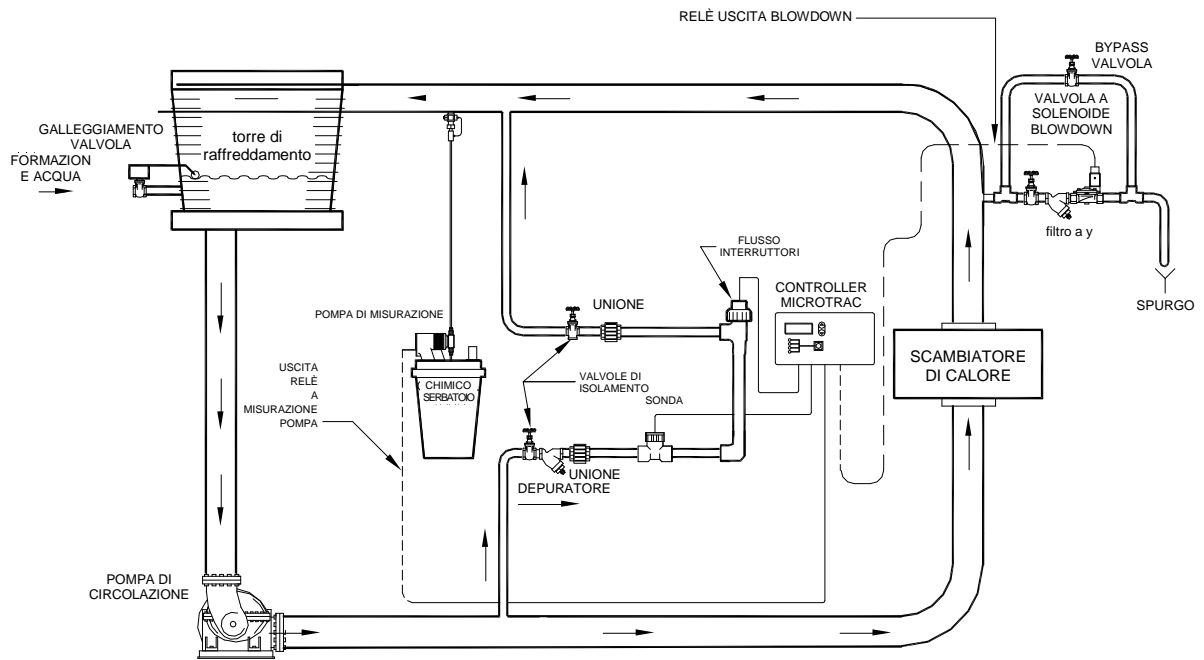 RELÈ USCITA BLOWDOWN
BYPASS
VALVOLA
VALVOLA A
SOLENOIDE
BLOWDOWN
GALLEGGIAMENTO
VALVOLA
FORMAZION
E ACQUA
torre di
raffreddamento
filtro a y
FLUSSO
INTERRUTTORI
CONTROLLER
MICROTRAC
SPURGO
UNIONE
POMPA DI MISURAZIONE
SCAMBIATORE
DI CALORE
USCITA
RELÈ
A
MISURAZIONE
POMPA
CHIMICO
SERBATOIO
VALVOLE DI
ISOLAMENTO
SONDA
UNIONE
DEPURATORE
POMPA DI
CIRCOLAZIONE